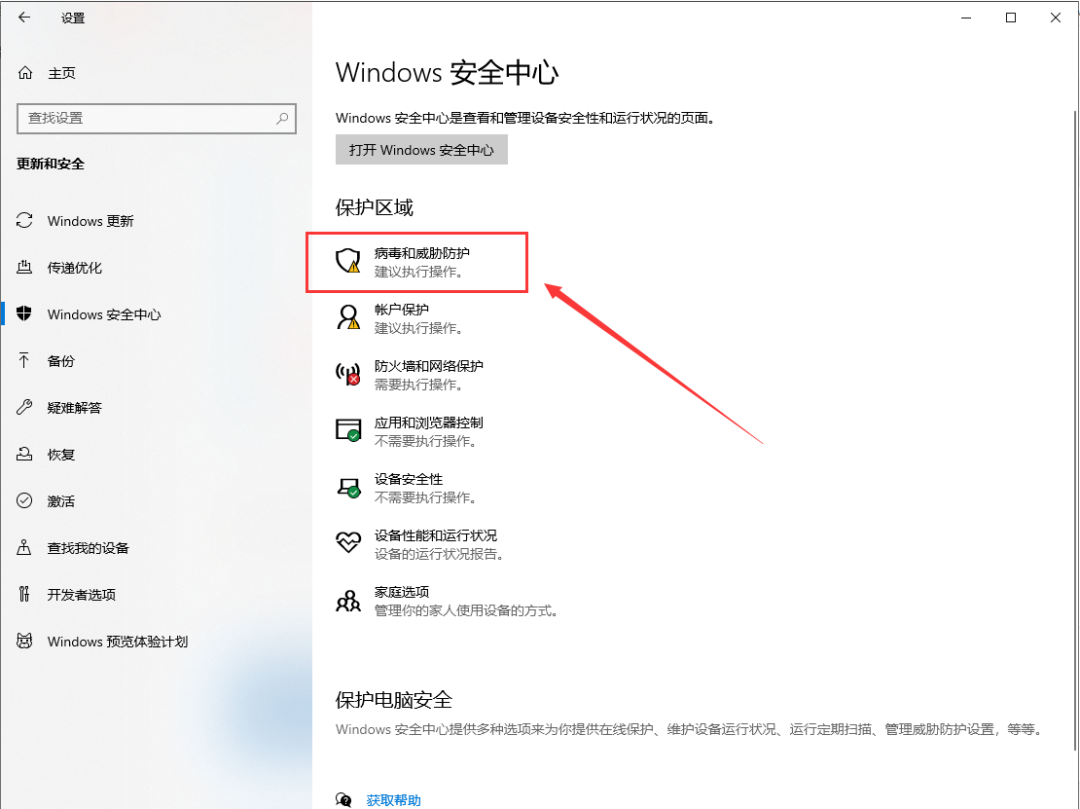 设置
主页
查找设置
更新和安全
Windows 更新
传递优化
Windows 安全中心
备份
疑难解答
恢复
激活
查找我的设备
开发者选项
Windows 预览体验计划
Windows 安全中心
Windows 安全中心是查看和管理设备安全性和运行状况的页面。
打开 Windows 安全中心
保护区域
病毒和威胁防护
建议执行操作。
帐户保护
建议执行操作。
防火墙和网络保护
需要执行操作。
应用和浏览器控制
不需要执行操作。
设备安全性
不需要执行操作。
设备性能和运行状况
设备的运行状况报告。
家庭选项
管理你的家人使用设备的方式。
保护电脑安全
Windows 安全中心提供多种选项来为你提供在线保护、维护设备运行状况、运行定期扫描、管理威胁防护设置，等等。
获取帮助